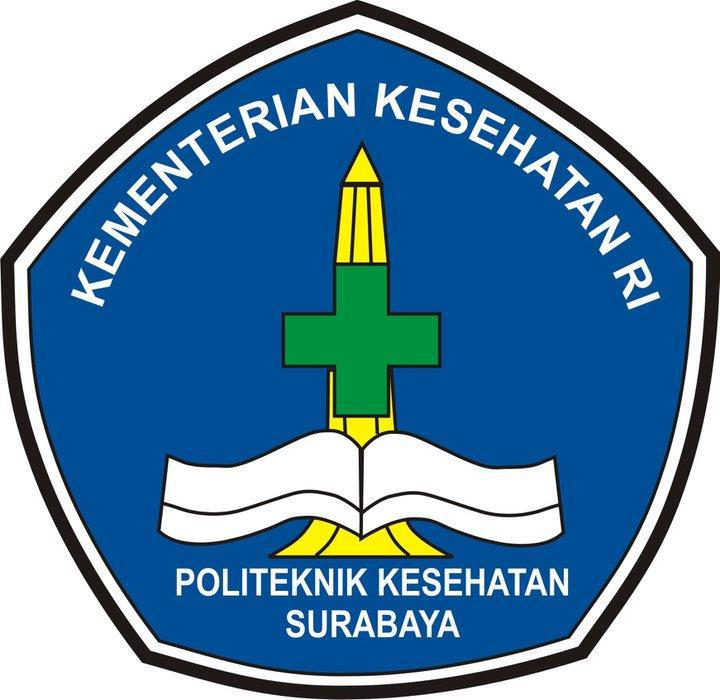 KEMENTERIAN KESEHATAN RI
POLITEKNIK KESEHATAN
SURABAYA